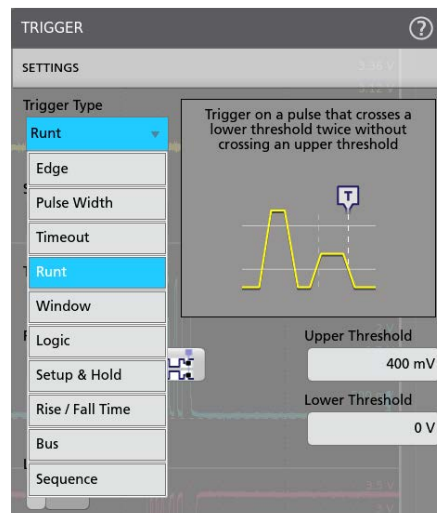 TRIGGER
?
SETTINGS
Trigger Type
Runt
Edge
Pulse Width
Timeout
Runt
Window
Logic
Setup & Hold
Rise / Fall Time
Bus
Sequence
Trigger on a pulse that crosses a
lower threshold twice without
crossing an upper threshold
T
Upper Threshold
400 mV
Lower Threshold
0 V